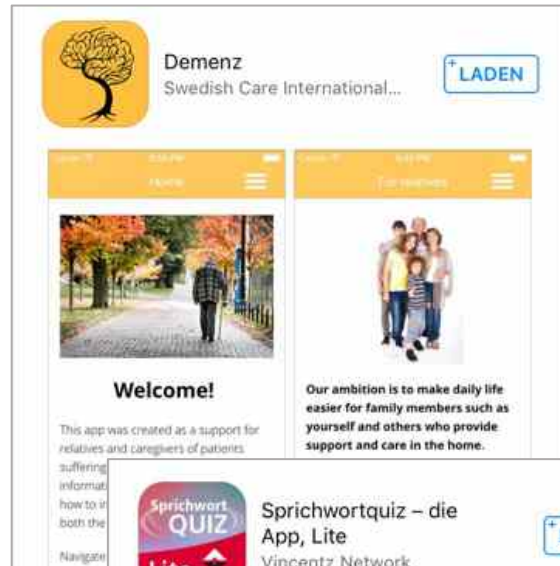 Demenz
Swedish Care International...
+LADEN
Home
For relatives
Welcome!
This app was created as a support for
relatives and caregivers of patients
suffering
informati
how to i
both the
Navigate
Our ambition is to make daily life
easier for family members such as
yourself and others who provide
support and care in the home.
Sprichwort
QUIZ
Lite
Sprichwortquiz – die
App, Lite
Vincentz Network
+